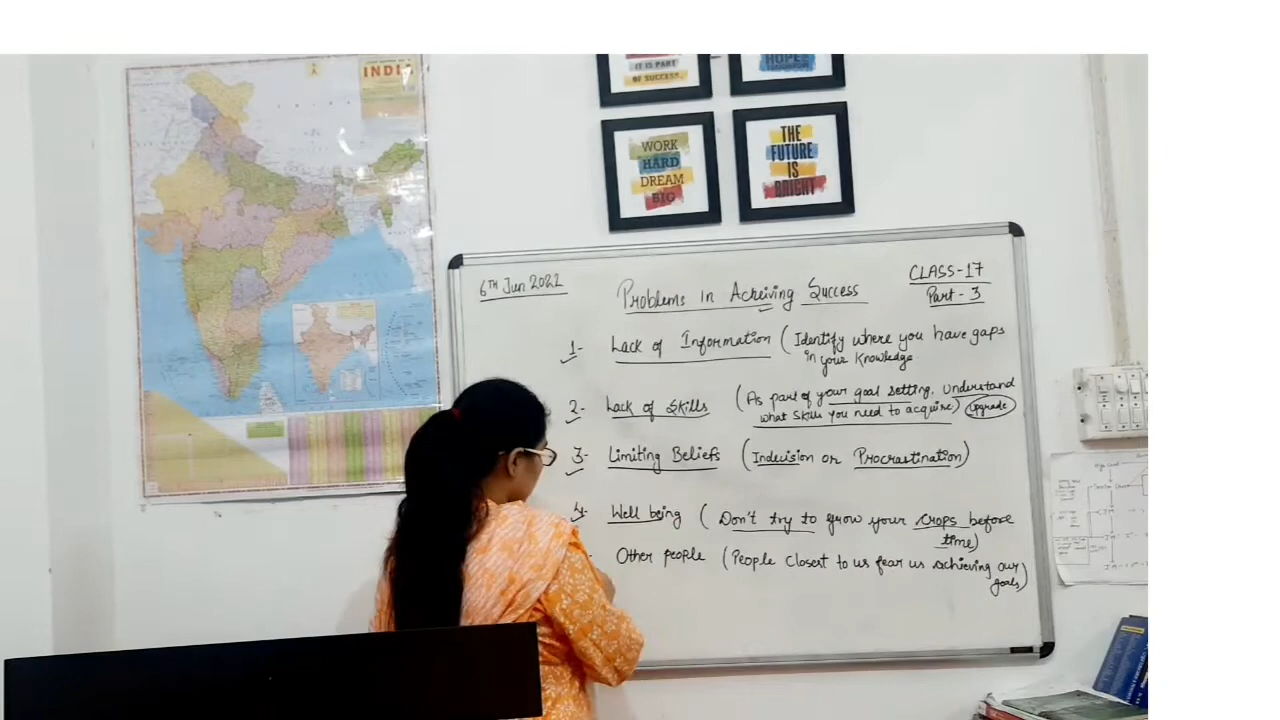 INDIA
IT IS PART
OF SUCCESS.
HOPE
WORK
HARD
DREAM
BIG
THE
FUTURE
IS
BRIGHT
6TH Jun 2022
Problems in Acheiving Success
CLASS-17
Part-3
1- Lack of Information (Identify where you have gaps
in your knowledge
2- Lack of Skills (As part of your goal setting, understand
what skills you need to acquire) Upgrade
3- Limiting Beliefs (Indecision or Procrastination)
4- Well being (Don't try to grow your crops before
time)
Other people (People closest to us fear us achieving our
goals)